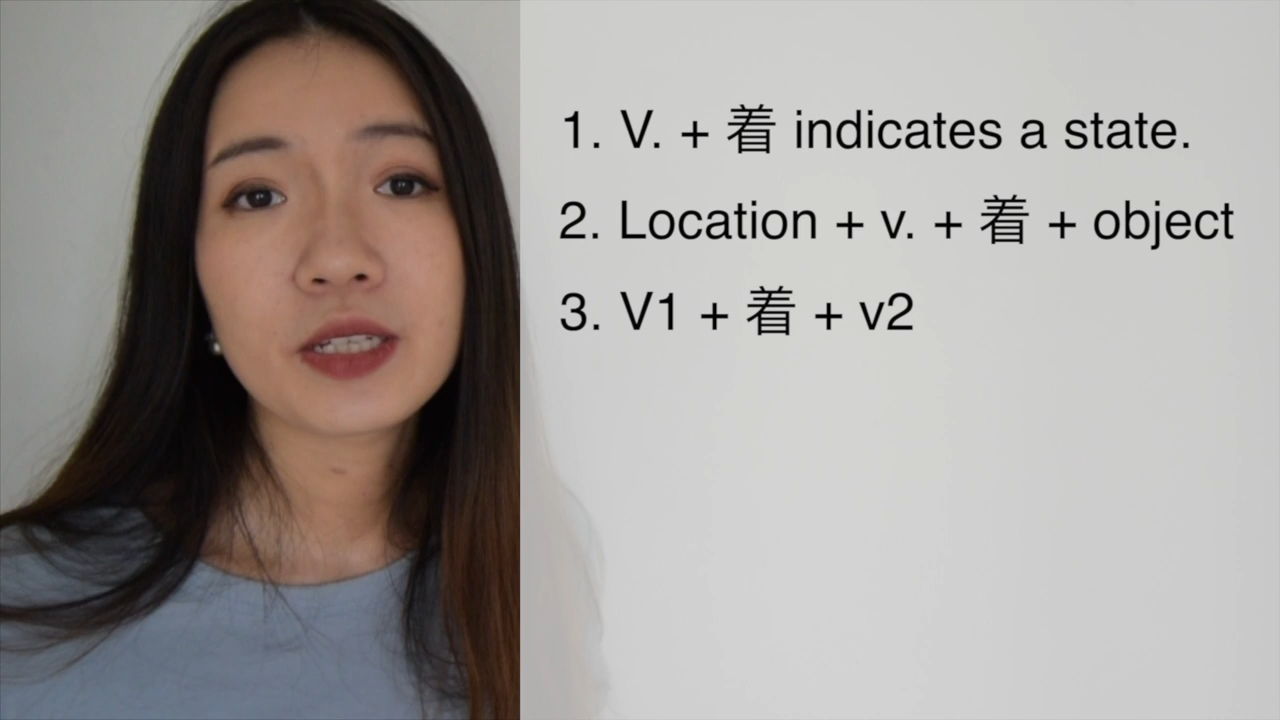 1. V. + 着 indicates a state.
2. Location + v. + 着 + object
3. V1 + 着 + v2